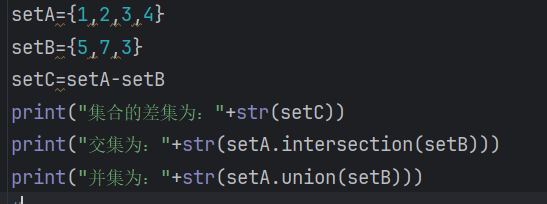 setA={1,2,3,4}
setB={5,7,3}
setC=setA-setB
print("集合的差集为："+str(setC))
print("交集为："+str(setA.intersection(setB)))
print("并集为："+str(setA.union(setB)))